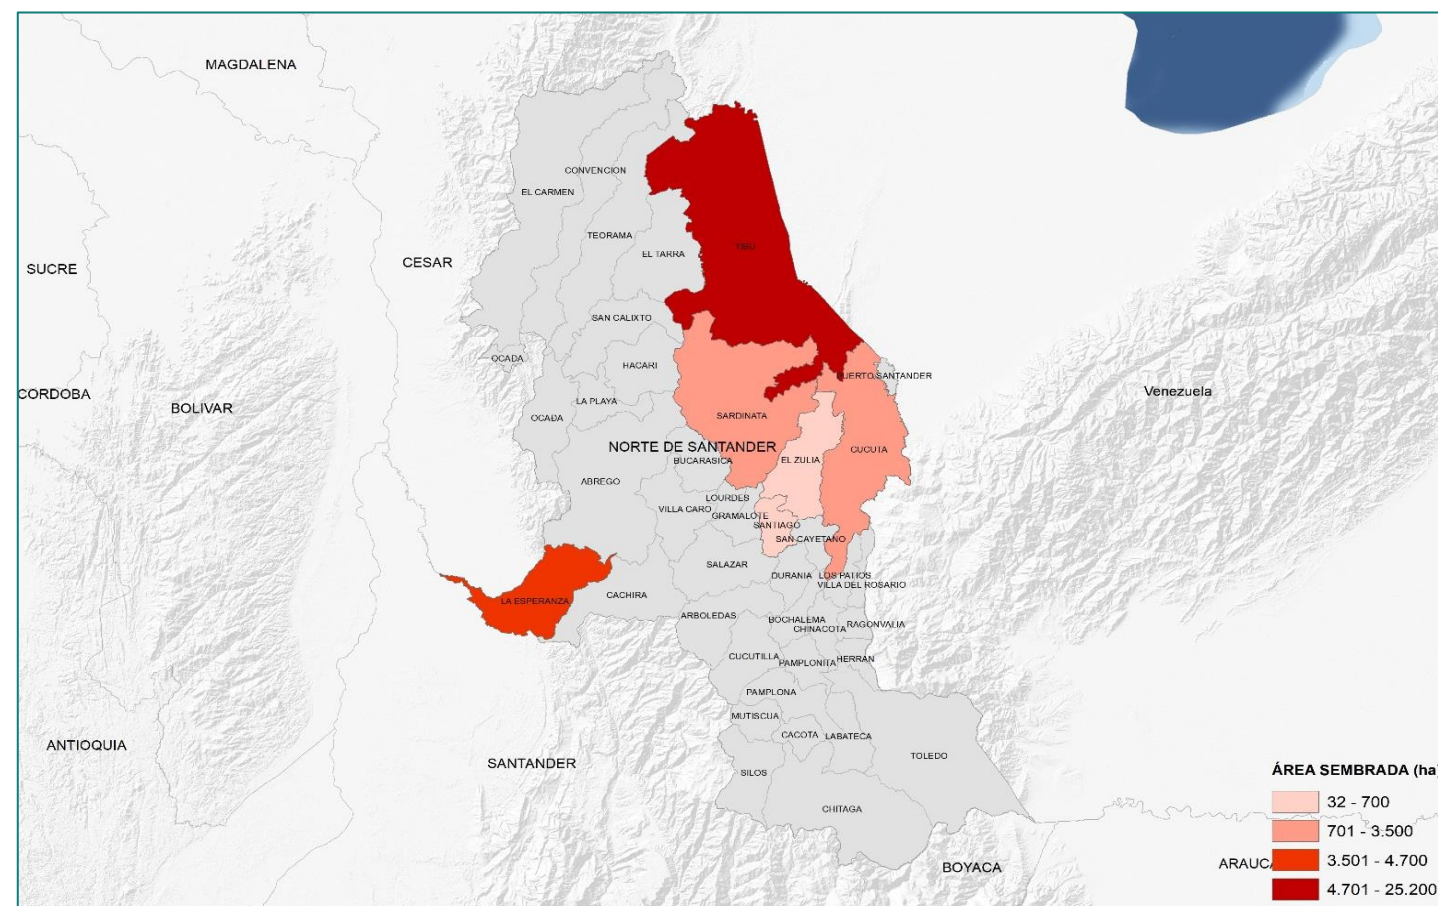 MAGDALENA
CONVENCION
EL CARMEN
TEORAMA
TIBU
EL TARRA
CESAR
SUCRE
SAN CALIXTO
OCAÐA
HACARI
PUERTO SANTANDER
Venezuela
CORDOBA
LA PLAYA
BOLIVAR
OCAÐA
SARDINATA
NORTE DE SANTANDER
CUCUTA
BUCARASICA
EL ZULIA
ABREGO
LOURDES
VILLA CARO
GRAMALOTE
SANTIAGO
SAN CAYETANO
SALAZAR
DURANIA
LOS PATIOS
VILLA DEL ROSARIO
CACHIRA
LA ESPERANZA
ARBOLEDAS
BOCHALEMA
CHINACOTA
RAGONVALIA
CUCUTILLA
PAMPLONITA
HERRAN
PAMPLONA
MUTISCUA
CACOTA
LABATECA
ANTIOQUIA
TOLEDO
SANTANDER
SILOS
CHITAGA
BOYACA
ARAUCA
ÁREA SEMBRADA (ha)
32 - 700
701 - 3.500
3.501 - 4.700
4.701 - 25.200